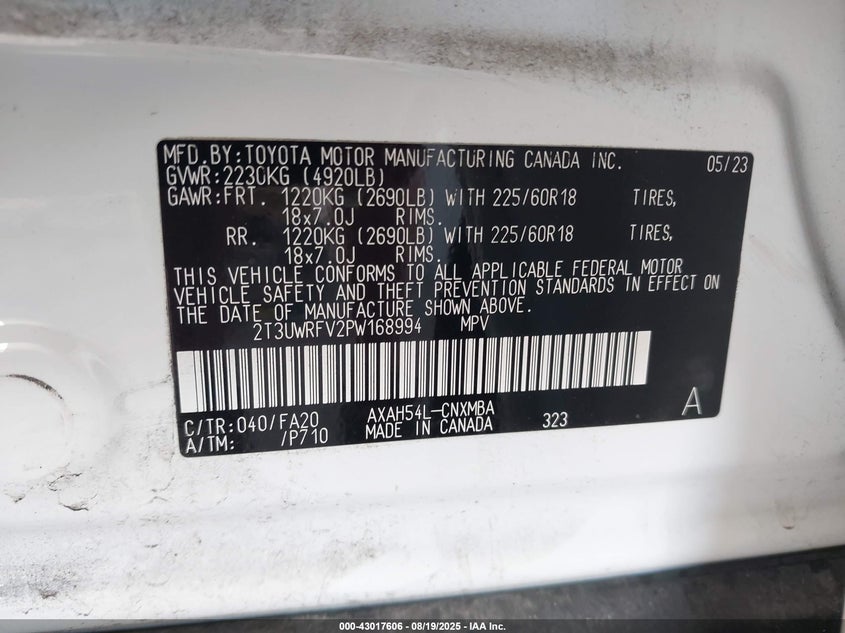 MFD.BY:TOYOTA MOTOR MANUFACTURING CANADA INC. 05/23
GVWR:2230KG (4920LB)
GAWR:FRT. 1220KG (2690LB) WITH 225/60R18 TIRES,
18x7.0J RIMS.
RR. 1220KG (2690LB) WITH 225/60R18 TIRES,
18x7.0J RIMS.
THIS VEHICLE CONFORMS TO ALL APPLICABLE FEDERAL MOTOR
VEHICLE SAFETY AND THEFT PREVENTION STANDARDS IN EFFECT ON
THE DATE OF MANUFACTURE SHOWN ABOVE.
2T3UWRFV2PW168994 MPV
C/TR:040/FA20 AXAH54L-CNXMBA
A/TM: /P710 MADE IN CANADA 323 A
000-43017606 - 08/19/2025 - IAA Inc.